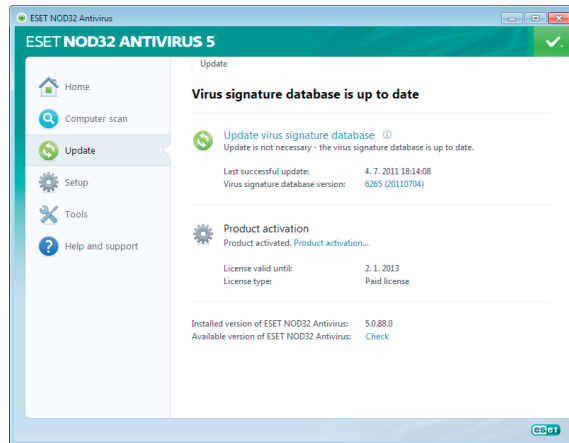 ESET NOD32 Antivirus
ESET NOD32 ANTIVIRUS 5
Update
Home
Virus signature database is up to date
Computer scan
Update
Setup
Tools
Help and support
Update virus signature database
Update is not necessary - the virus signature database is up to date.
Last successful update: 4. 7. 2011 18:14:08
Virus signature database version: 6265 (20110704)
Product activation
Product activated. Product activation...
License valid until: 2. 1. 2013
License type: Paid license
Installed version of ESET NOD32 Antivirus: 5.0.88.0
Available version of ESET NOD32 Antivirus: Check
eseT